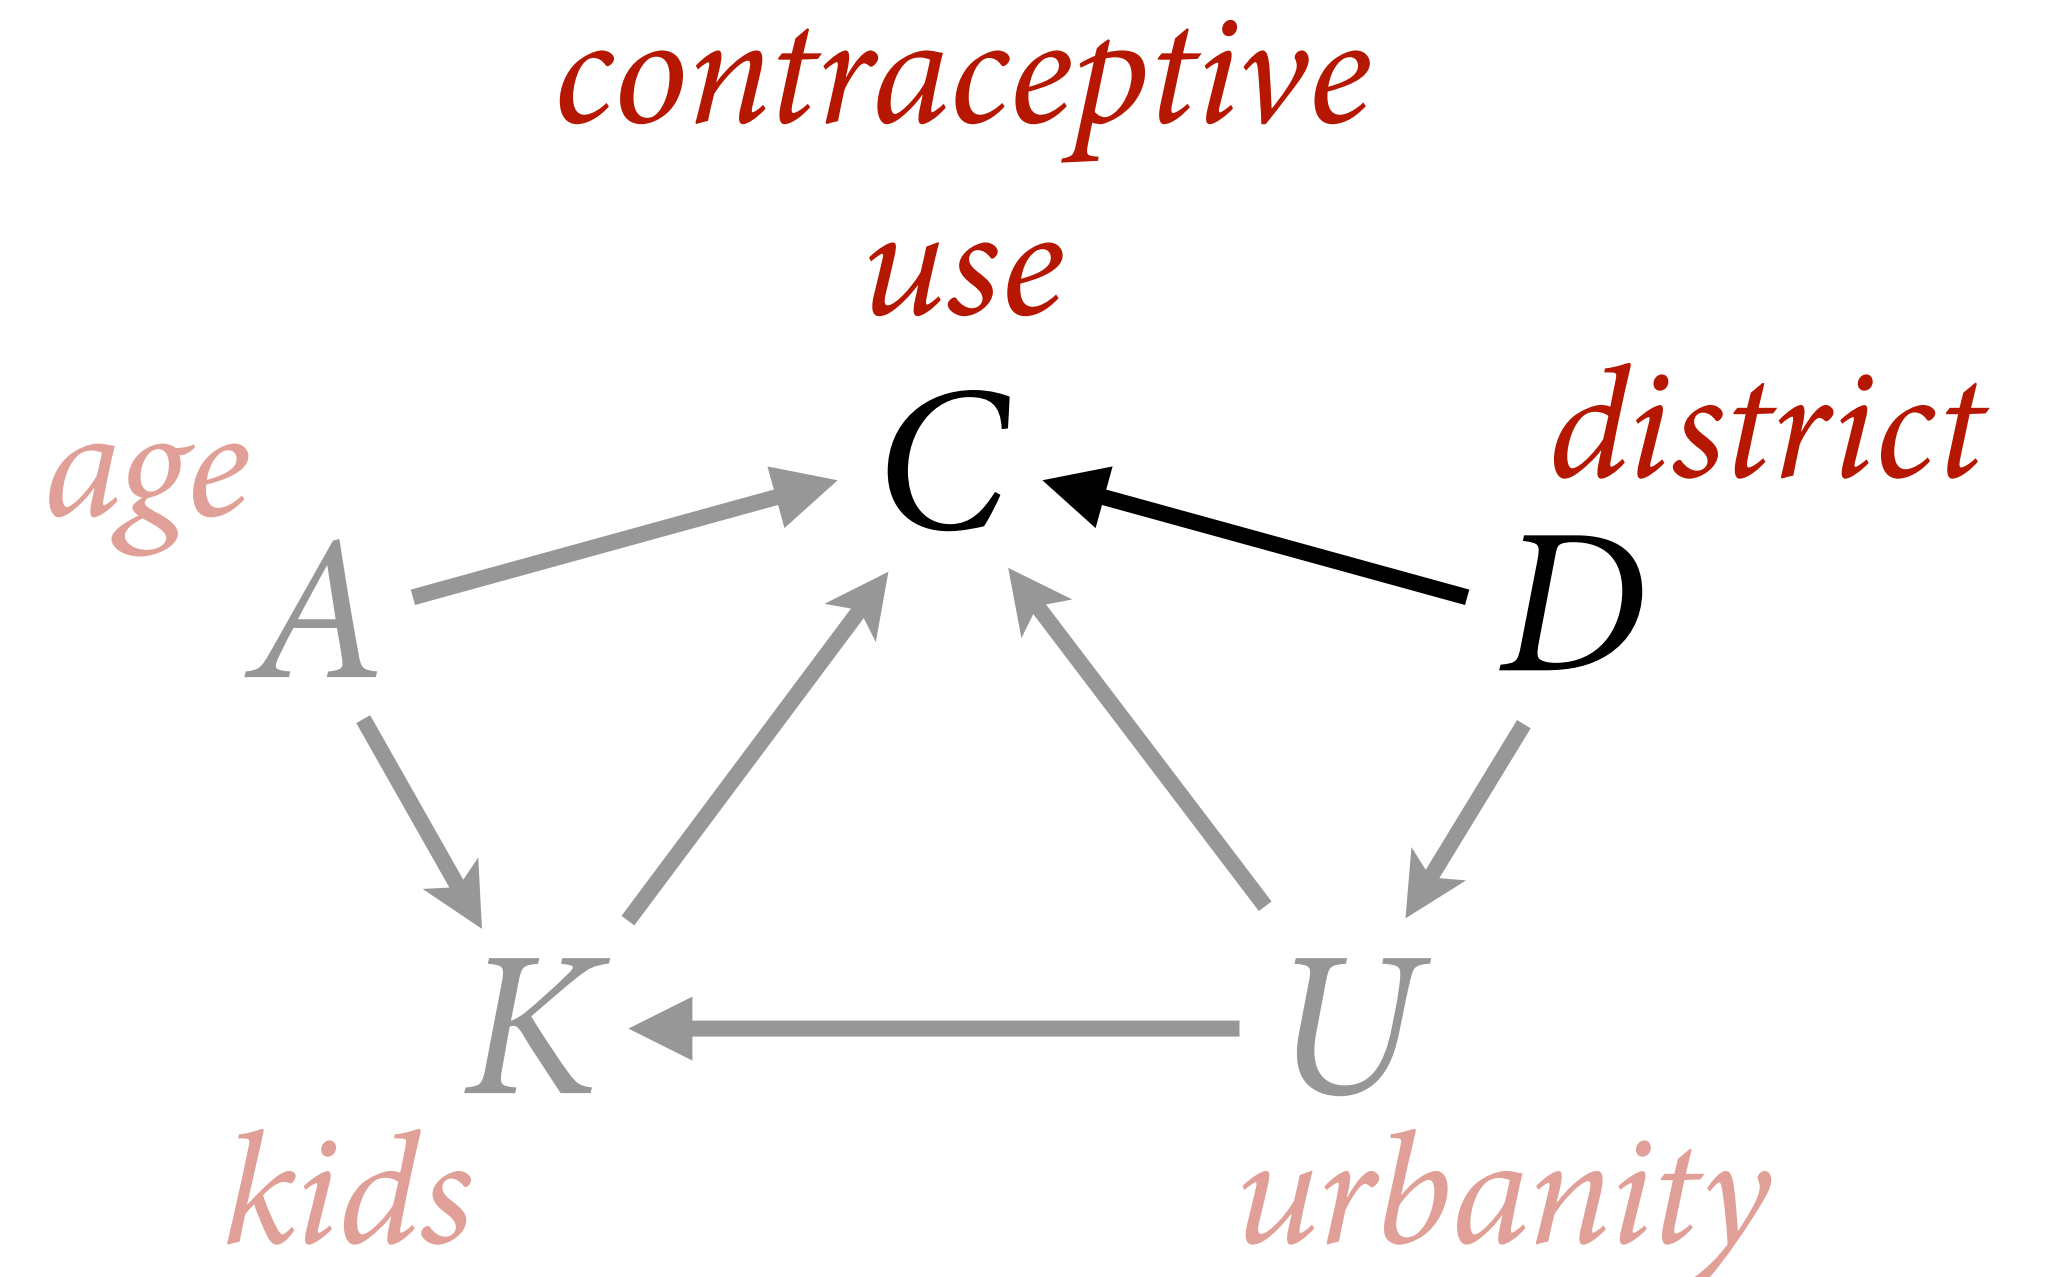 contraceptive
use
C
district
age
A
D
K
U
kids
urbanity